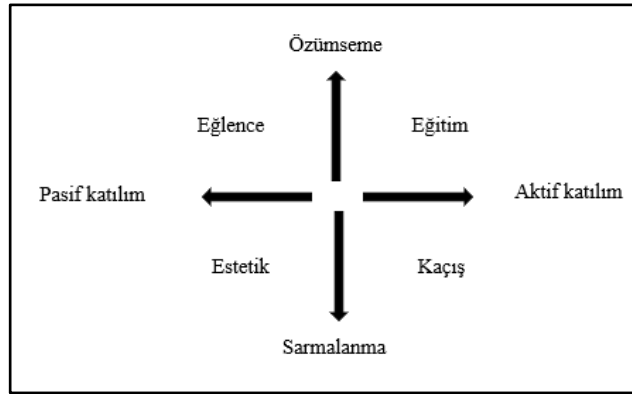 Özümseme
Eğlence
Eğitim
Pasif katılım
Aktif katılım
Estetik
Kaçış
Sarmalanma